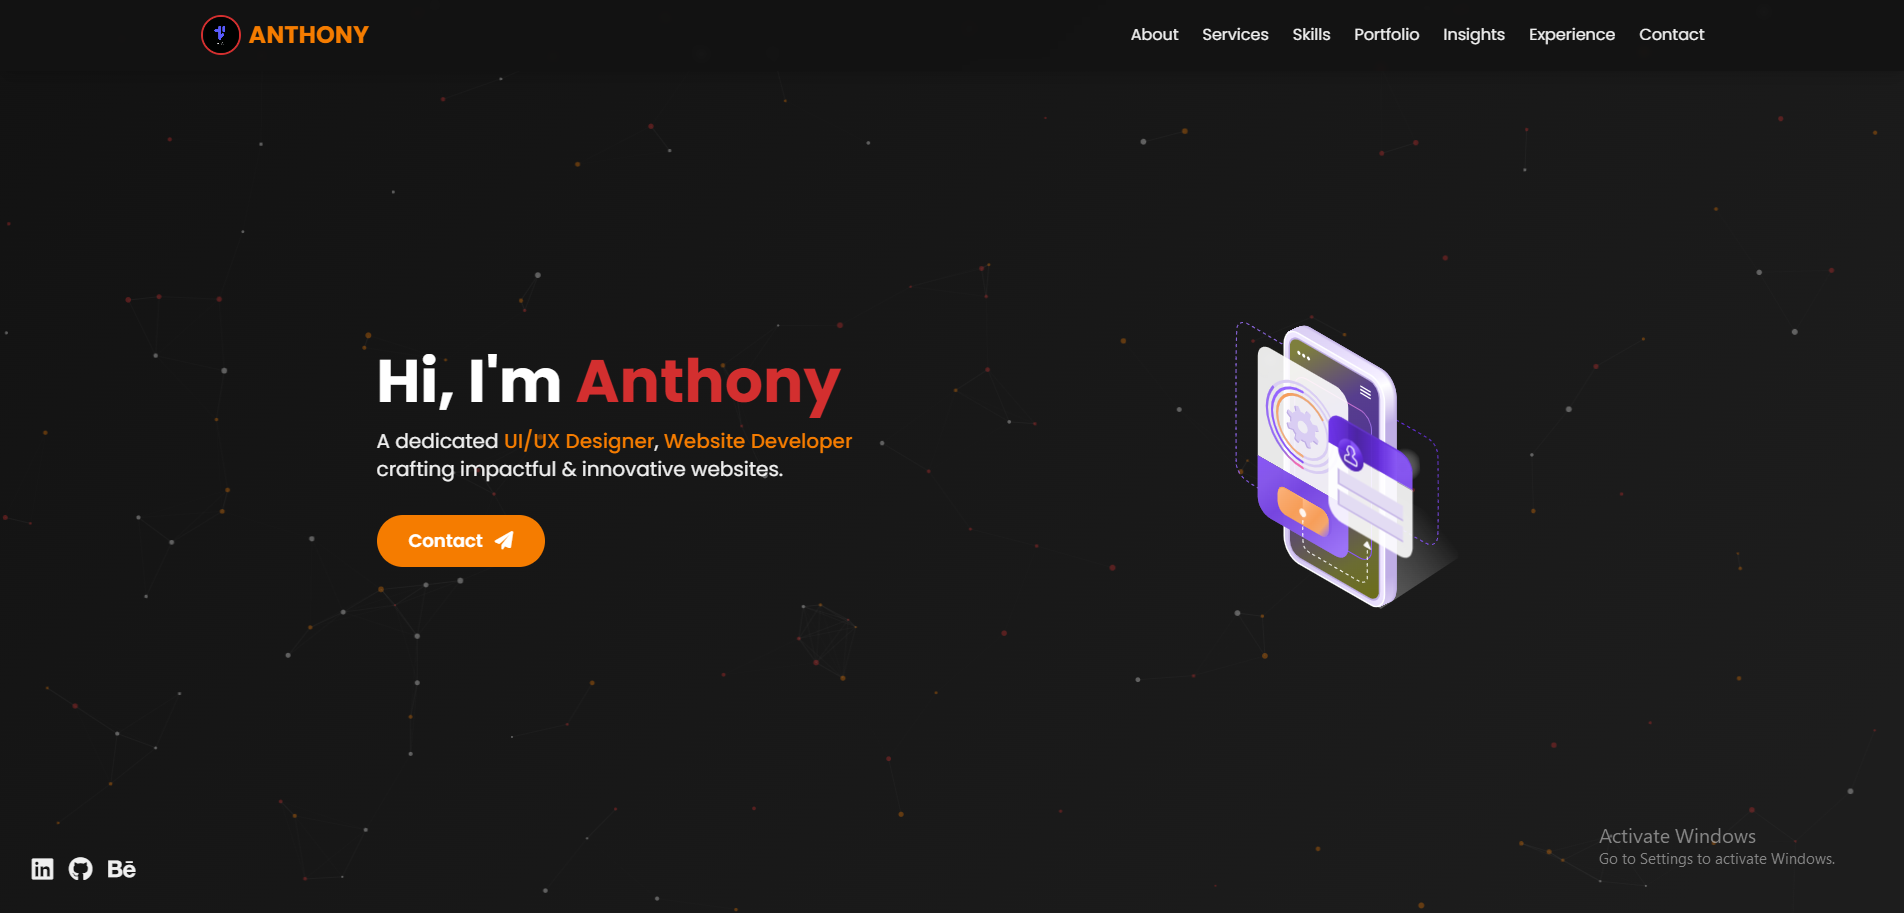 ANTHONY
About Services Skills Portfolio Insights Experience Contact
Hi, I'm Anthony
A dedicated UI/UX Designer, Website Developer
crafting impactful & innovative websites.
Contact
in Bē
Activate Windows
Go to Settings to activate Windows.